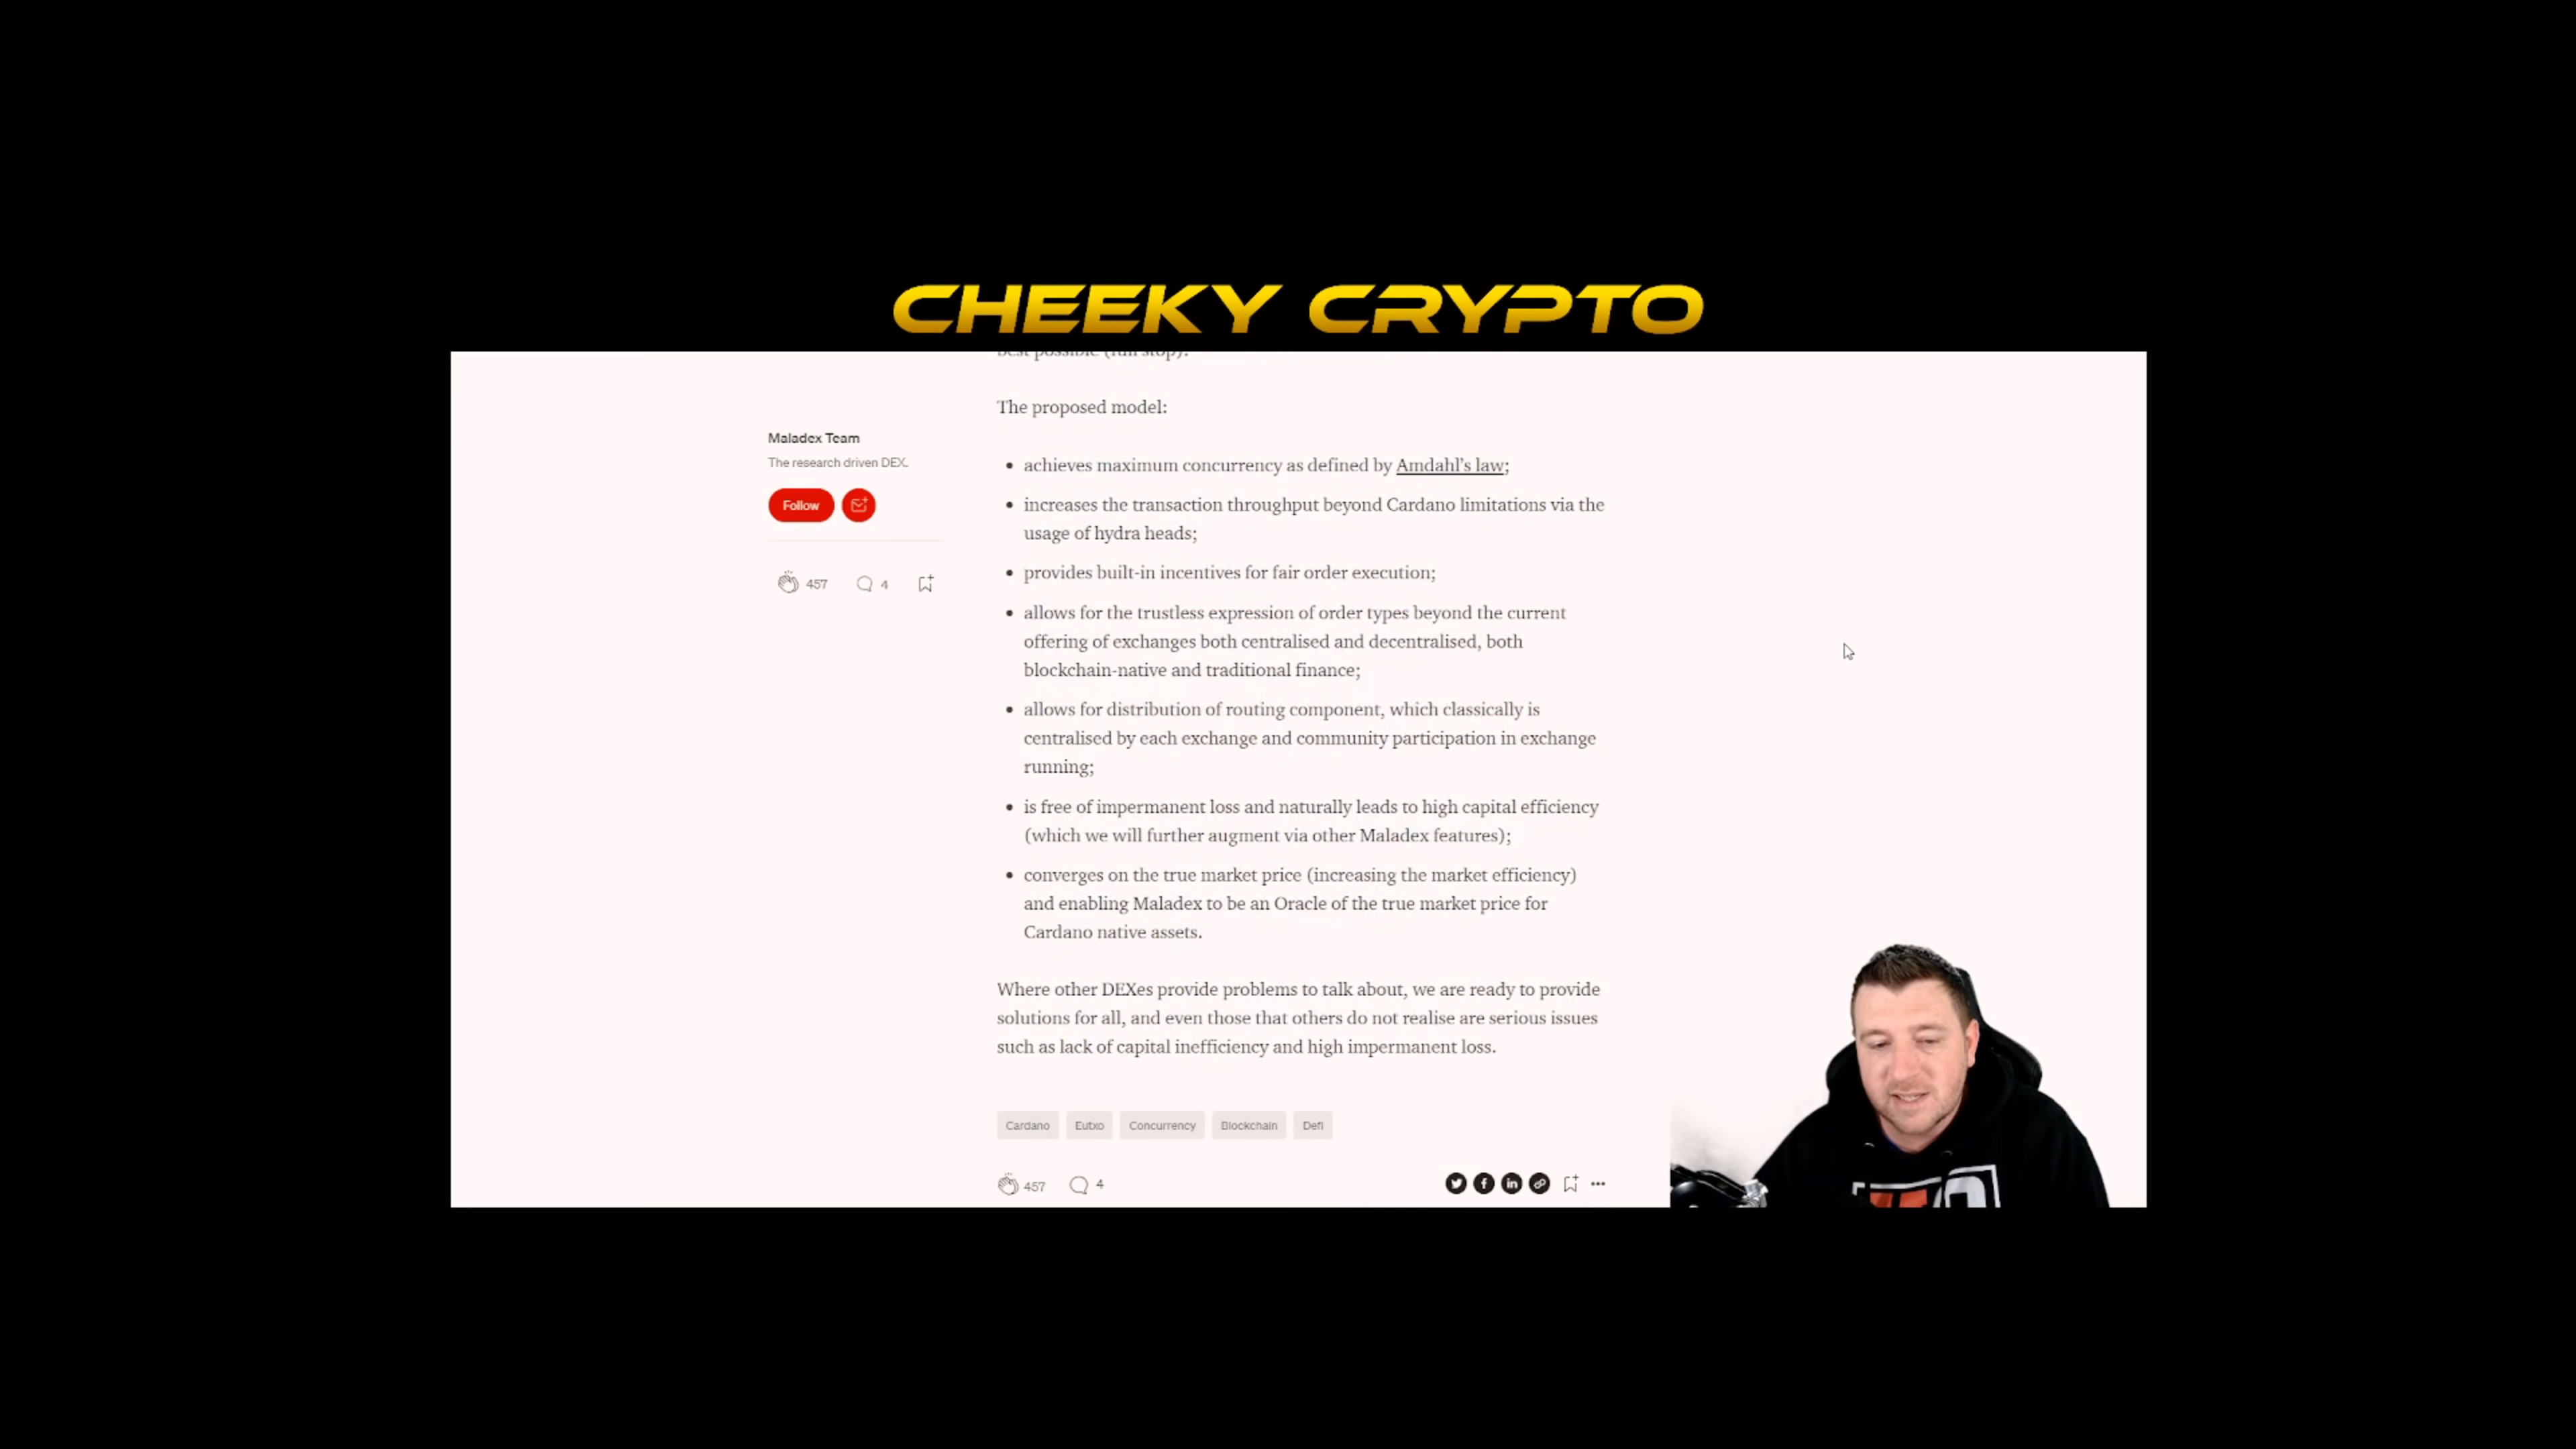 CHEEKY CRYPTO
best possible (full stop).
The proposed model:
Maladex Team
The research driven DEX.
Follow
457 4
• achieves maximum concurrency as defined by Amdahl's law;
• increases the transaction throughput beyond Cardano limitations via the
usage of hydra heads;
• provides built-in incentives for fair order execution;
• allows for the trustless expression of order types beyond the current
offering of exchanges both centralised and decentralised, both
blockchain-native and traditional finance;
• allows for distribution of routing component, which classically is
centralised by each exchange and community participation in exchange
running;
• is free of impermanent loss and naturally leads to high capital efficiency
(which we will further augment via other Maladex features);
• converges on the true market price (increasing the market efficiency)
and enabling Maladex to be an Oracle of the true market price for
Cardano native assets.
Where other DEXes provide problems to talk about, we are ready to provide
solutions for all, and even those that others do not realise are serious issues
such as lack of capital inefficiency and high impermanent loss.
Cardano Eutxo Concurrency Blockchain Defi
457 4